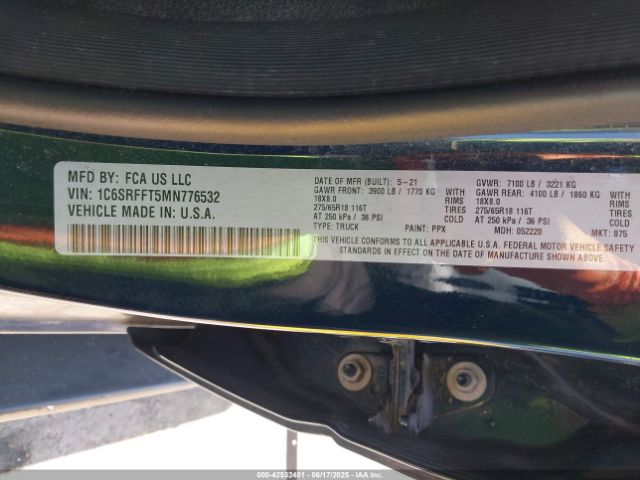 MFD BY: FCA US LLC
VIN: 1C6SRFFT5MN776532
VEHICLE MADE IN U.S.A.
DATE OF MFR (BUILT): 5-21 GVWR: 7100 LB / 3221 KG
GAWR FRONT: 3900 LB / 1770 KG WITH GAWR REAR: 4100 LB / 1860 KG WITH
18X8.0 RIMS 18X8.0 RIMS
275/65R18 116T TIRES 275/65R18 116T TIRES
AT 250 kPa / 36 PSI COLD AT 250 kPa / 36 PSI COLD
TYPE: TRUCK PAINT: PPX MDH: 052220 MKT: 875
THIS VEHICLE CONFORMS TO ALL APPLICABLE U.S.A. FEDERAL MOTOR VEHICLE SAFETY
STANDARDS IN EFFECT ON THE DATE OF MANUFACTURE SHOWN ABOVE.
000-42532401 - 06/17/2025 - IAAI.COM